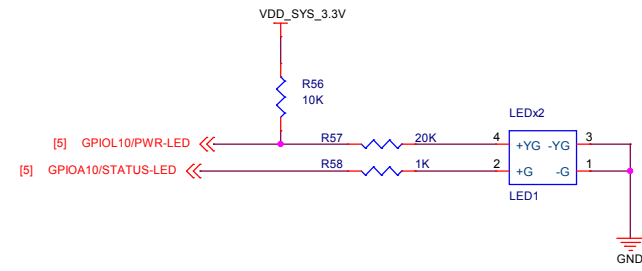 VDD_SYS_3.3V
R56
10K
LEDx2
[5] GPIOL10/PWR-LED
R57
20K
4
+YG -YG
3
[5] GPIOA10/STATUS-LED
R58
1K
2
+G -G
1
LED1
GND